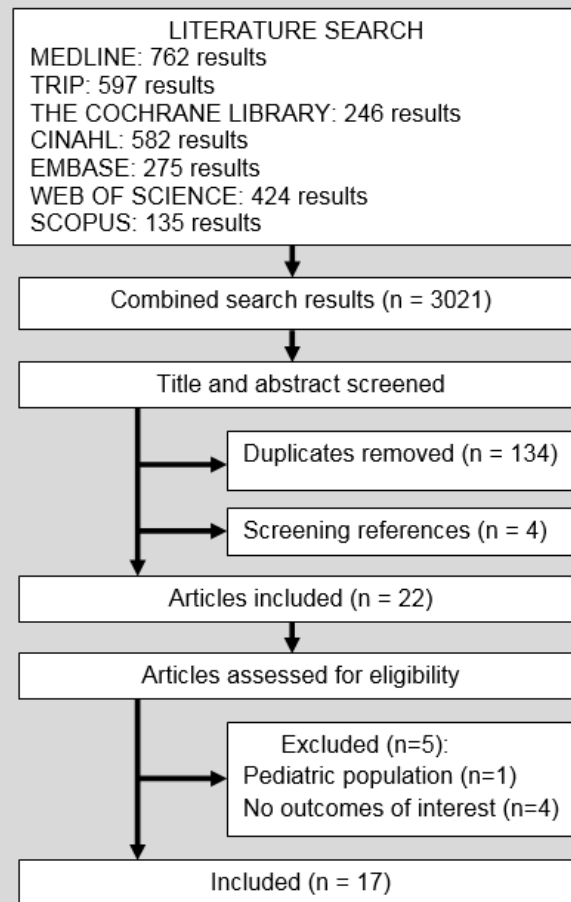 LITERATURE SEARCH
MEDLINE: 762 results
TRIP: 597 results
THE COCHRANE LIBRARY: 246 results
CINAHL: 582 results
EMBASE: 275 results
WEB OF SCIENCE: 424 results
SCOPUS: 135 results
Combined search results (n = 3021)
Title and abstract screened
Duplicates removed (n = 134)
Screening references (n = 4)
Articles included (n = 22)
Articles assessed for eligibility
Excluded (n=5):
Pediatric population (n=1)
No outcomes of interest (n=4)
Included (n = 17)